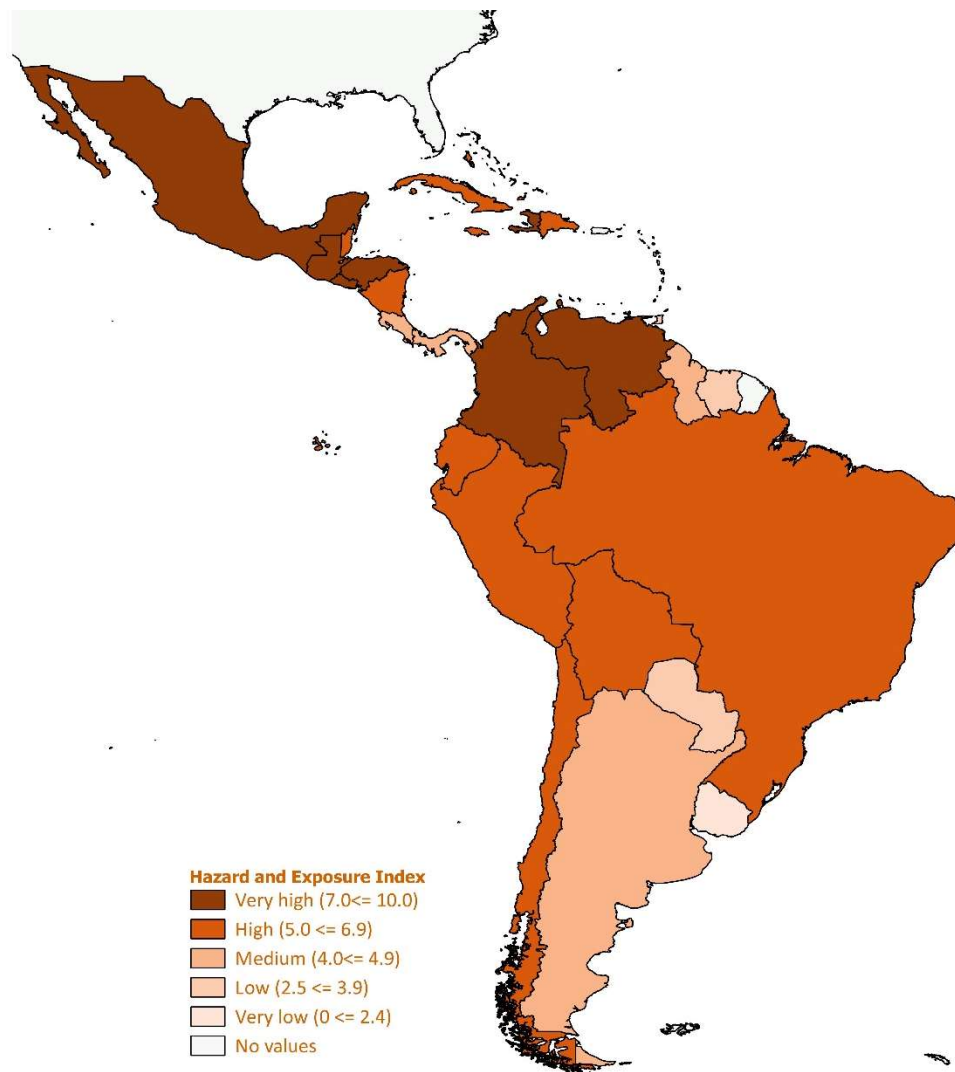 Hazard and Exposure Index
Very high (7.0<= 10.0)
High (5.0 <= 6.9)
Medium (4.0<= 4.9)
Low (2.5 <= 3.9)
Very low (0 <= 2.4)
No values